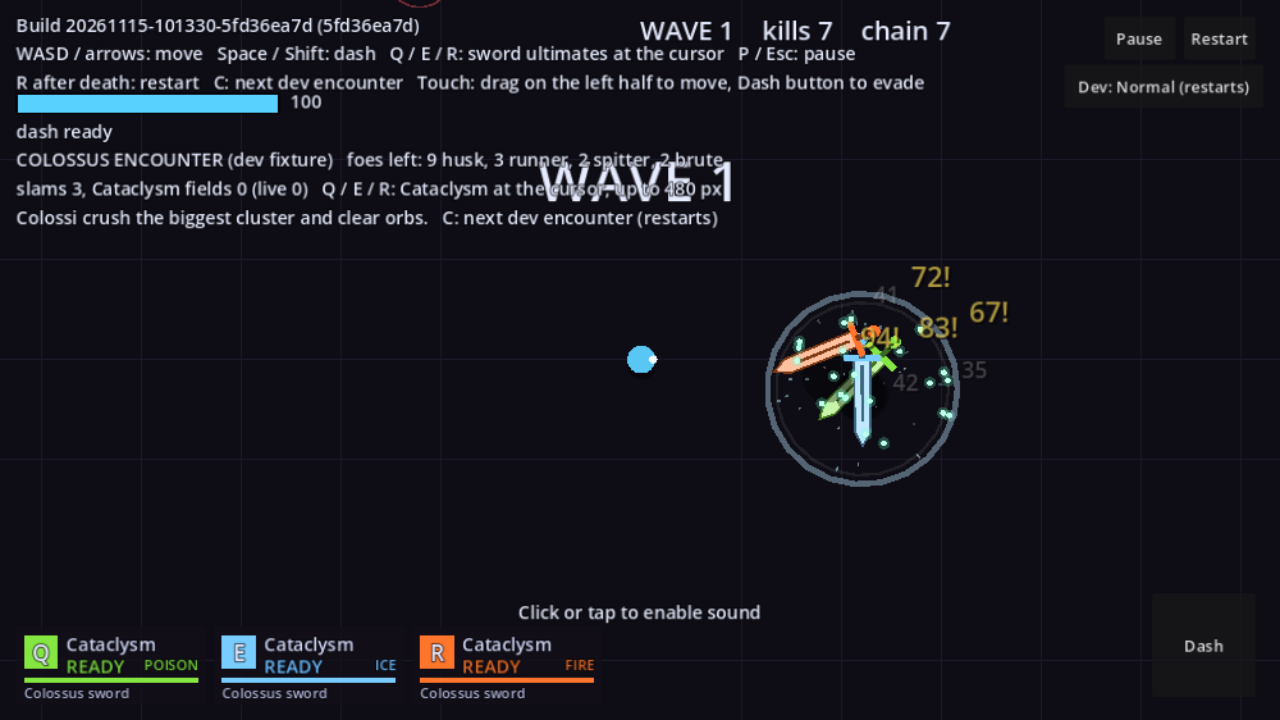 Build 20261115-101330-5fd36ea7d (5fd36ea7d)
WAVE 1 kills 7 chain 7
WASD / arrows: move Space / Shift: dash Q / E / R: sword ultimates at the cursor P / Esc: pause
Pause Restart
R after death: restart C: next dev encounter Touch: drag on the left half to move, Dash button to evade
Dev: Normal (restarts)
100
dash ready
COLOSSUS ENCOUNTER (dev fixture) foes left: 9 husk, 3 runner, 2 spitter, 2 brute
WAVE 1
slams 3, Cataclysm fields 0 (live 0) Q / E / R: Cataclysm at the cursor, up to 480 px
Colossi crush the biggest cluster and clear orbs. C: next dev encounter (restarts)
72!
41
67!
83!
94!
35
42
Click or tap to enable sound
Q Cataclysm READY POISON
Colossus sword
E Cataclysm READY ICE
Colossus sword
R Cataclysm READY FIRE
Colossus sword
Dash